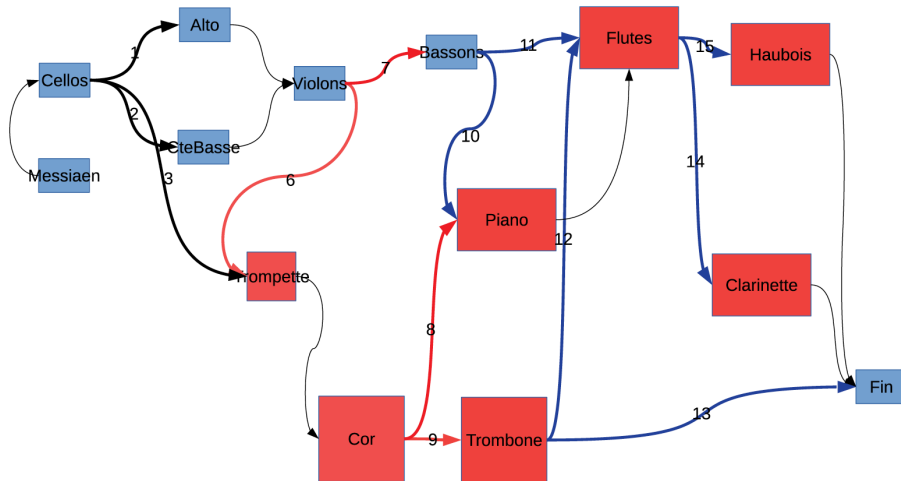 Alto
Flutes
1
11
15
7
Bassons
Haubois
Cellos
Violons
2
10
CteBasse
14
Messiaen
3
6
Piano
12
Trompette
Clarinette
8
Fin
13
Cor
9
Trombone